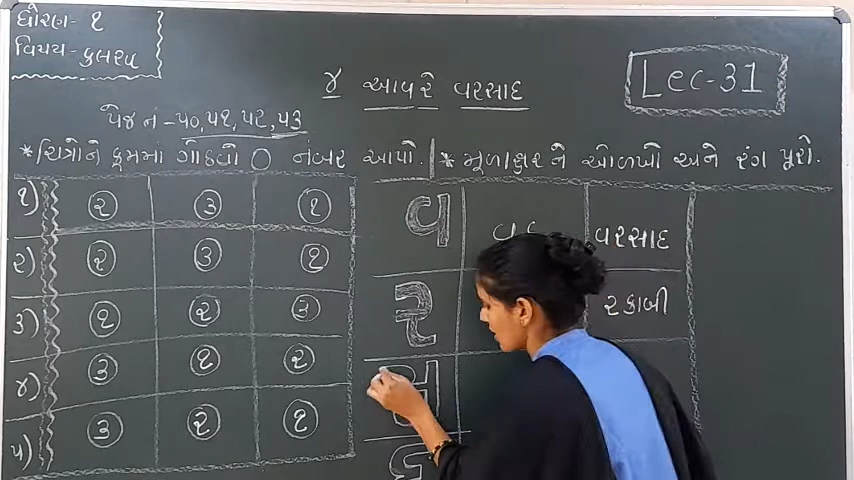 ધોરણ- ૧
વિષય- કુલરવ
Lec-31
૪ આવરે વરસાદ
પેજ નં -૫૦,૫૧,૫૨,૫૩
*ચિત્રોને ક્રમમાં ગોઠવી ○ નંબર આપો.
* મૂળાક્ષર ને ઓળખો અને રંગ પૂરો.
૧) ૨ ૩ ૧
૨) ૨ ૩ ૧
૩) ૧ ૨ ૩
૪) ૩ ૧ ૨
૫) ૩ ૨ ૧
વ વરસાદ
ર રકાબી
સ
દ